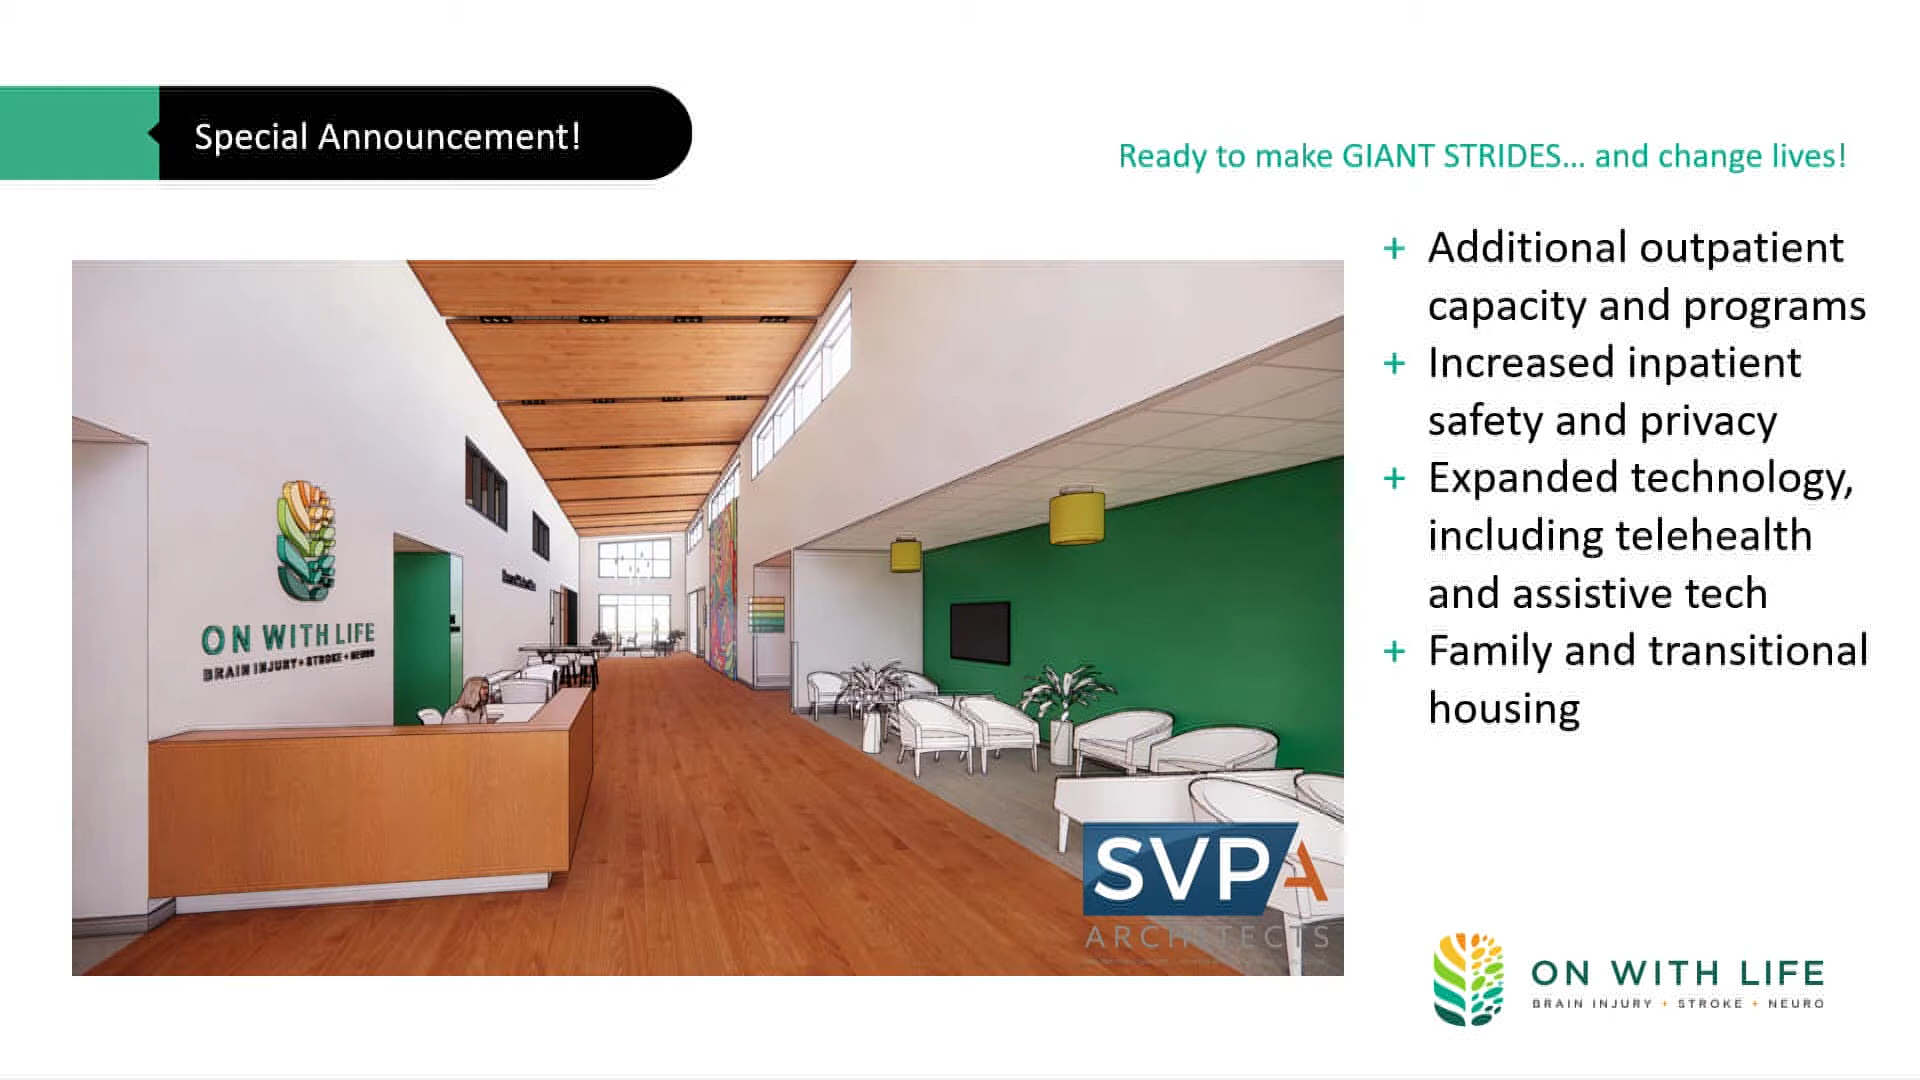 Special Announcement!
Ready to make GIANT STRIDES... and change lives!
+ Additional outpatient
capacity and programs
+ Increased inpatient
safety and privacy
+ Expanded technology,
including telehealth
and assistive tech
+ Family and transitional
housing
ON WITH LIFE
BRAIN INJURY + STROKE + NEURO
SVPA
ARCHITECTS
ON WITH LIFE
BRAIN INJURY + STROKE + NEURO